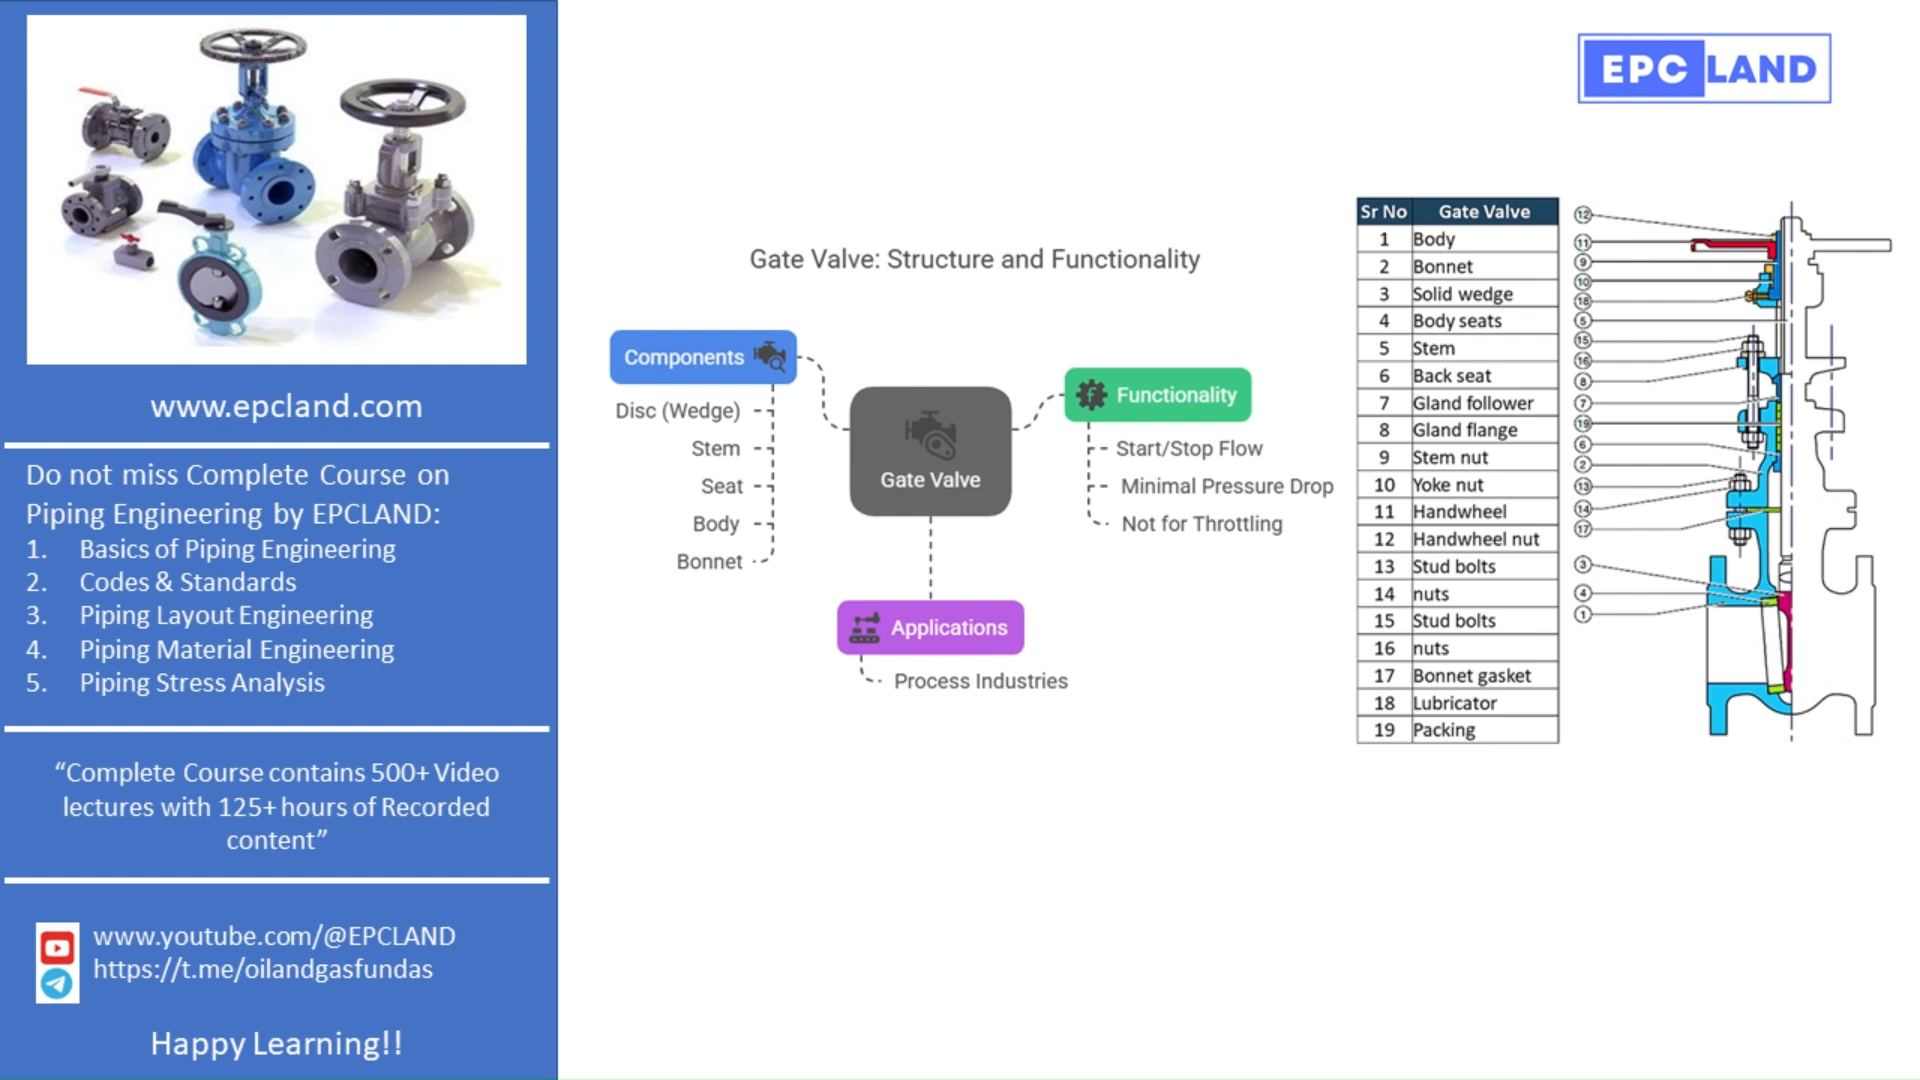 www.epcland.com
Do not miss Complete Course on
Piping Engineering by EPCLAND:
1. Basics of Piping Engineering
2. Codes & Standards
3. Piping Layout Engineering
4. Piping Material Engineering
5. Piping Stress Analysis
“Complete Course contains 500+ Video
lectures with 125+ hours of Recorded
content”
www.youtube.com/@EPCLAND
https://t.me/oilandgasfundas
Happy Learning!!
Gate Valve: Structure and Functionality
Components
Disc (Wedge)
Stem
Seat
Body
Bonnet
Gate Valve
Functionality
Start/Stop Flow
Minimal Pressure Drop
Not for Throttling
Applications
Process Industries
EPC LAND
Sr No Gate Valve
1 Body
2 Bonnet
3 Solid wedge
4 Body seats
5 Stem
6 Back seat
7 Gland follower
8 Gland flange
9 Stem nut
10 Yoke nut
11 Handwheel
12 Handwheel nut
13 Stud bolts
14 nuts
15 Stud bolts
16 nuts
17 Bonnet gasket
18 Lubricator
19 Packing
12
11
9
10
18
5
15
16
8
7
19
6
2
13
14
17
3
4
1